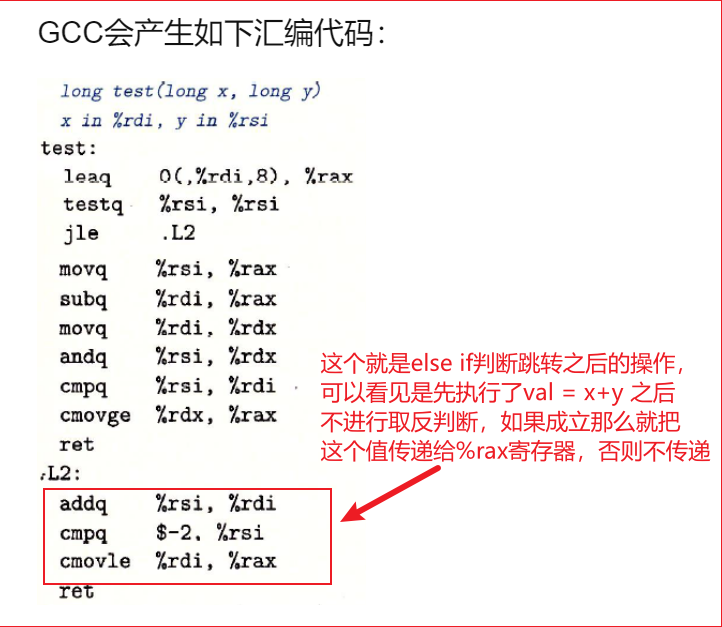 GCC会产生如下汇编代码：
long test(long x, long y)
x in %rdi, y in %rsi
test:
leaq 0(,%rdi,8), %rax
testq %rsi, %rsi
jle .L2
movq %rsi, %rax
subq %rdi, %rax
movq %rdi, %rdx
andq %rsi, %rdx
cmpq %rsi, %rdi
cmovge %rdx, %rax
ret
.L2:
addq %rsi, %rdi
cmpq $-2, %rsi
cmovle %rdi, %rax
ret
这个就是else if判断跳转之后的操作，
可以看见是先执行了val = x+y 之后
不进行取反判断，如果成立那么就把
这个值传递给%rax寄存器，否则不传递